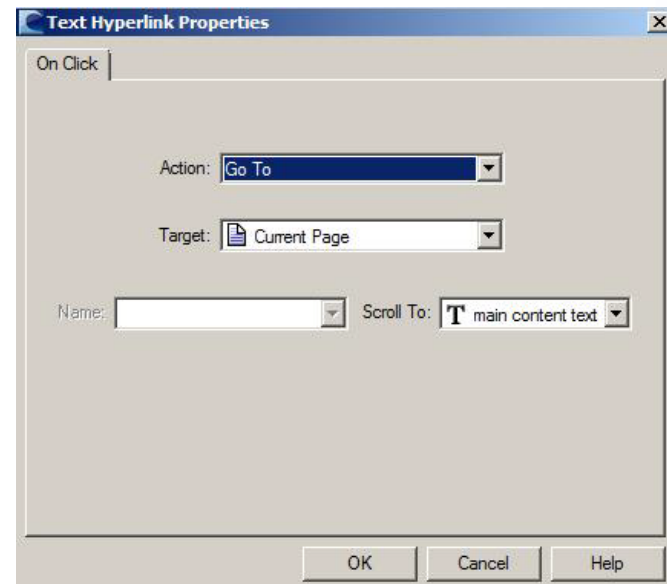 Text Hyperlink Properties
On Click
Action: Go To
Target: Current Page
Name: Scroll To: T main content text
OK Cancel Help